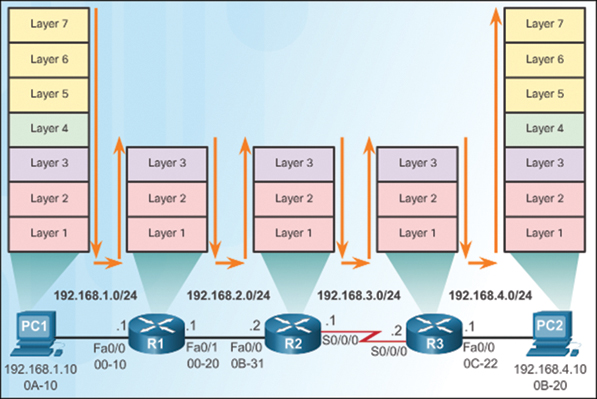 Layer 7
Layer 6
Layer 5
Layer 4
Layer 3
Layer 2
Layer 1
Layer 3
Layer 2
Layer 1
Layer 3
Layer 2
Layer 1
Layer 3
Layer 2
Layer 1
Layer 7
Layer 6
Layer 5
Layer 4
Layer 3
Layer 2
Layer 1
192.168.1.0/24
192.168.2.0/24
192.168.3.0/24
192.168.4.0/24
PC1
192.168.1.10
0A-10
.1
Fa0/0
00-10
R1
.1
Fa0/1
00-20
.2
Fa0/0
0B-31
R2
.1
S0/0/0
.2
S0/0/0
R3
.1
Fa0/0
0C-22
PC2
192.168.4.10
0B-20